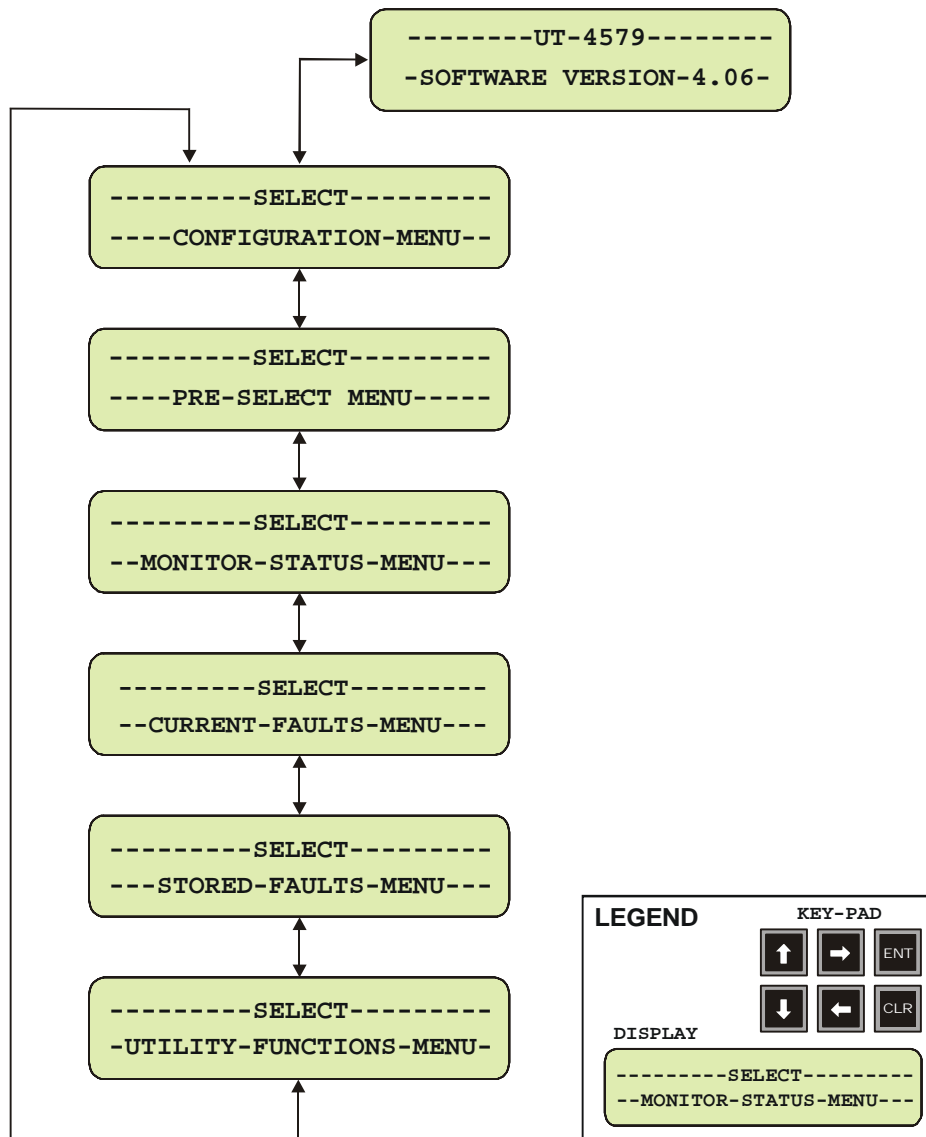 --------UT-4579--------
-SOFTWARE VERSION-4.06-
---------SELECT---------
----CONFIGURATION-MENU--
---------SELECT---------
----PRE-SELECT MENU-----
---------SELECT---------
--MONITOR-STATUS-MENU---
---------SELECT---------
--CURRENT-FAULTS-MENU---
---------SELECT---------
---STORED-FAULTS-MENU---
---------SELECT---------
-UTILITY-FUNCTIONS-MENU-
LEGEND
KEY-PAD
ENT
CLR
DISPLAY
---------SELECT---------
--MONITOR-STATUS-MENU---